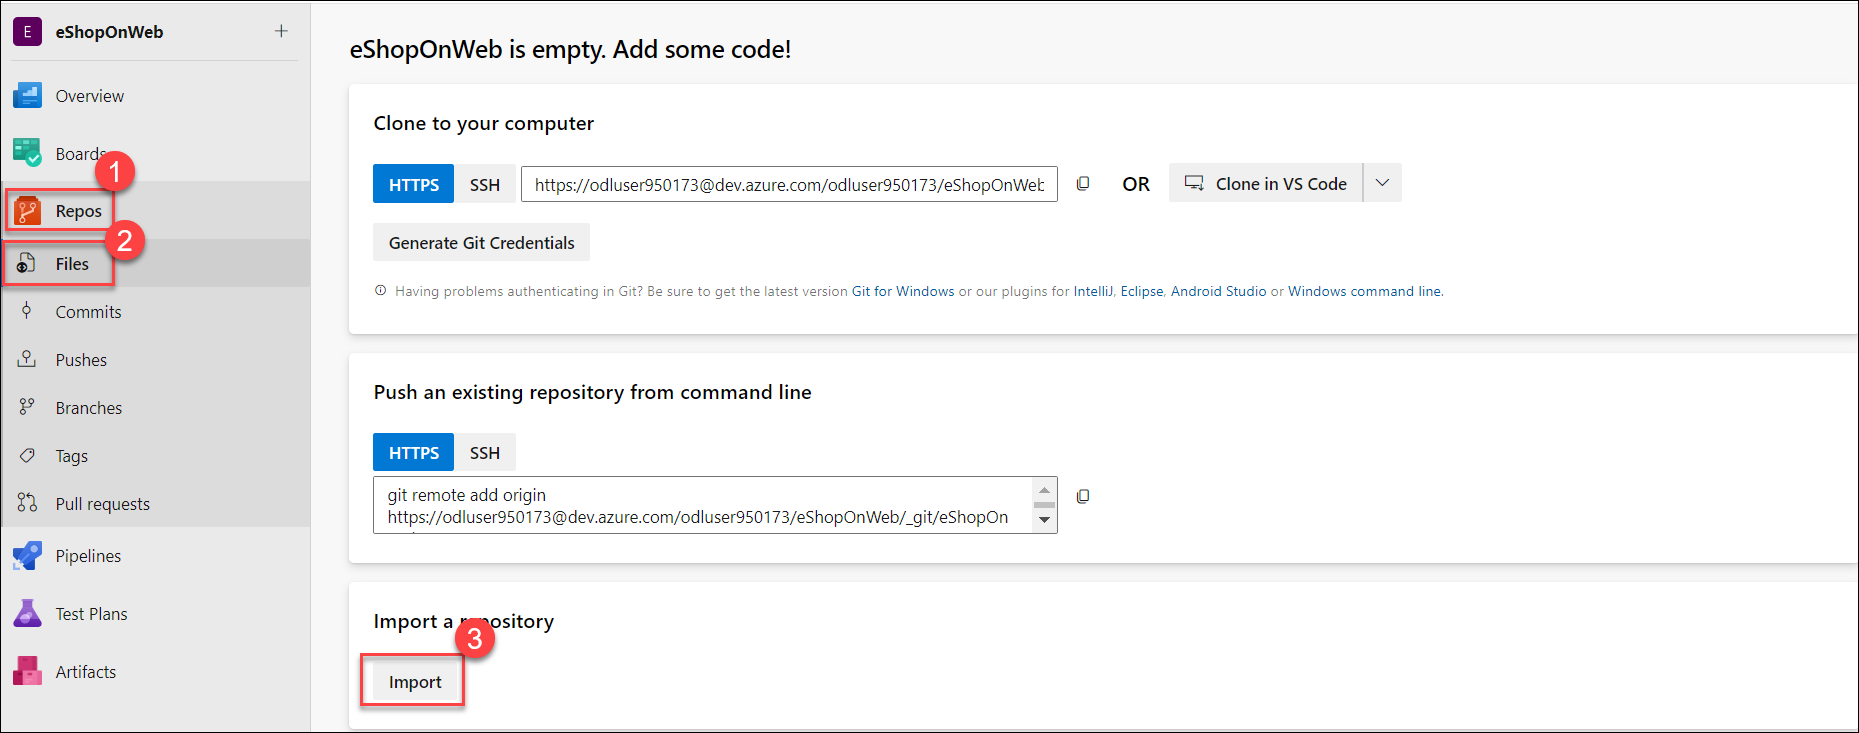 E eShopOnWeb +
Overview
Boards
1
Repos
2
Files
Commits
Pushes
Branches
Tags
Pull requests
Pipelines
Test Plans
Artifacts
eShopOnWeb is empty. Add some code!
Clone to your computer
HTTPS SSH https://odluser950173@dev.azure.com/odluser950173/eShopOnWeb OR Clone in VS Code
Generate Git Credentials
Having problems authenticating in Git? Be sure to get the latest version Git for Windows or our plugins for IntelliJ, Eclipse, Android Studio or Windows command line.
Push an existing repository from command line
HTTPS SSH
git remote add origin
https://odluser950173@dev.azure.com/odluser950173/eShopOnWeb/_git/eShopOn
Import a repository
3
Import